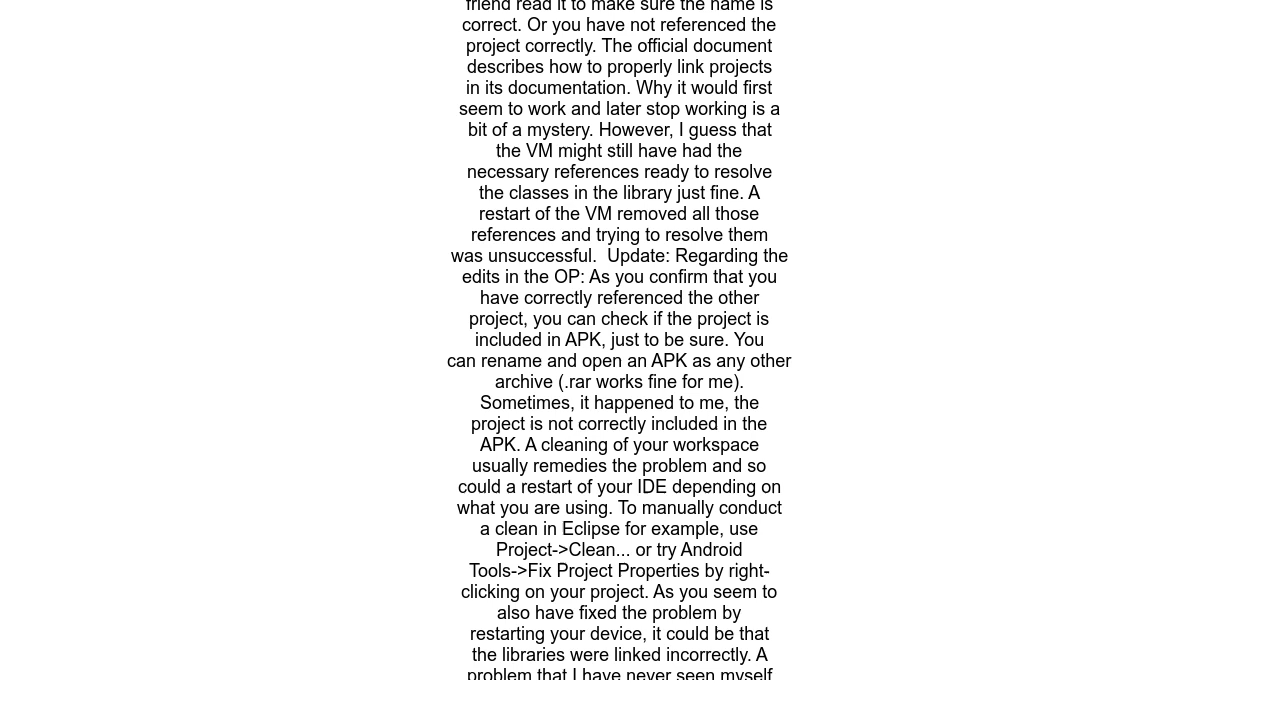 friend read it to make sure the name is
correct. Or you have not referenced the
project correctly. The official document
describes how to properly link projects
in its documentation. Why it would first
seem to work and later stop working is a
bit of a mystery. However, I guess that
the VM might still have had the
necessary references ready to resolve
the classes in the library just fine. A
restart of the VM removed all those
references and trying to resolve them
was unsuccessful.  Update: Regarding the
edits in the OP: As you confirm that you
have correctly referenced the other
project, you can check if the project is
included in APK, just to be sure. You
can rename and open an APK as any other
archive (.rar works fine for me).
Sometimes, it happened to me, the
project is not correctly included in the
APK. A cleaning of your workspace
usually remedies the problem and so
could a restart of your IDE depending on
what you are using. To manually conduct
a clean in Eclipse for example, use
Project->Clean... or try Android
Tools->Fix Project Properties by right-
clicking on your project. As you seem to
also have fixed the problem by
restarting your device, it could be that
the libraries were linked incorrectly. A
problem that I have never seen myself